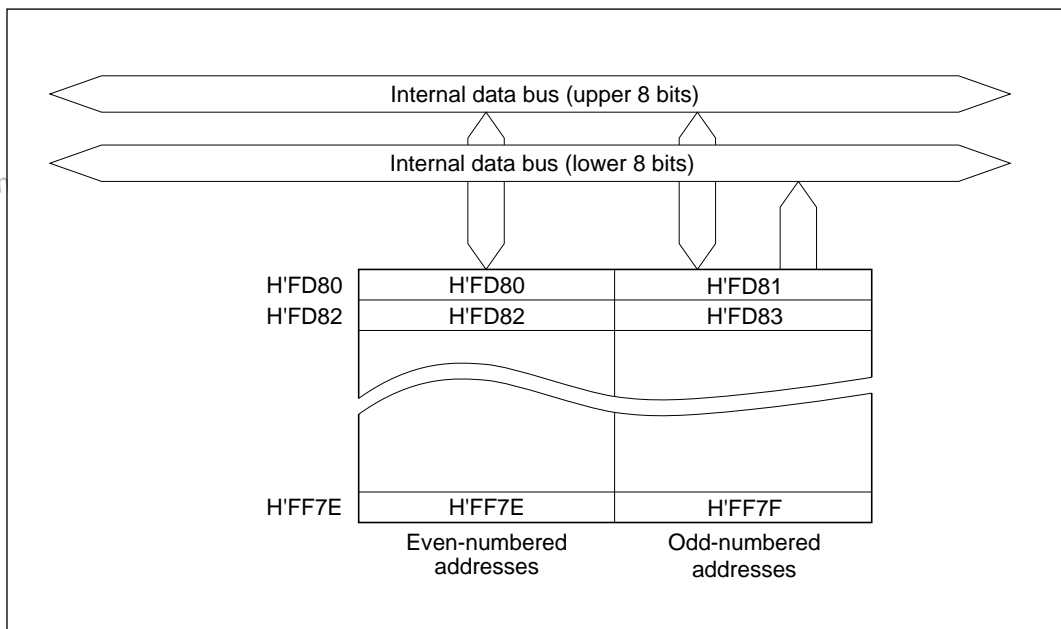 Internal data bus (upper 8 bits)
Internal data bus (lower 8 bits)
H'FD80 H'FD80 H'FD81
H'FD82 H'FD82 H'FD83
H'FF7E H'FF7E H'FF7F
Even-numbered addresses
Odd-numbered addresses